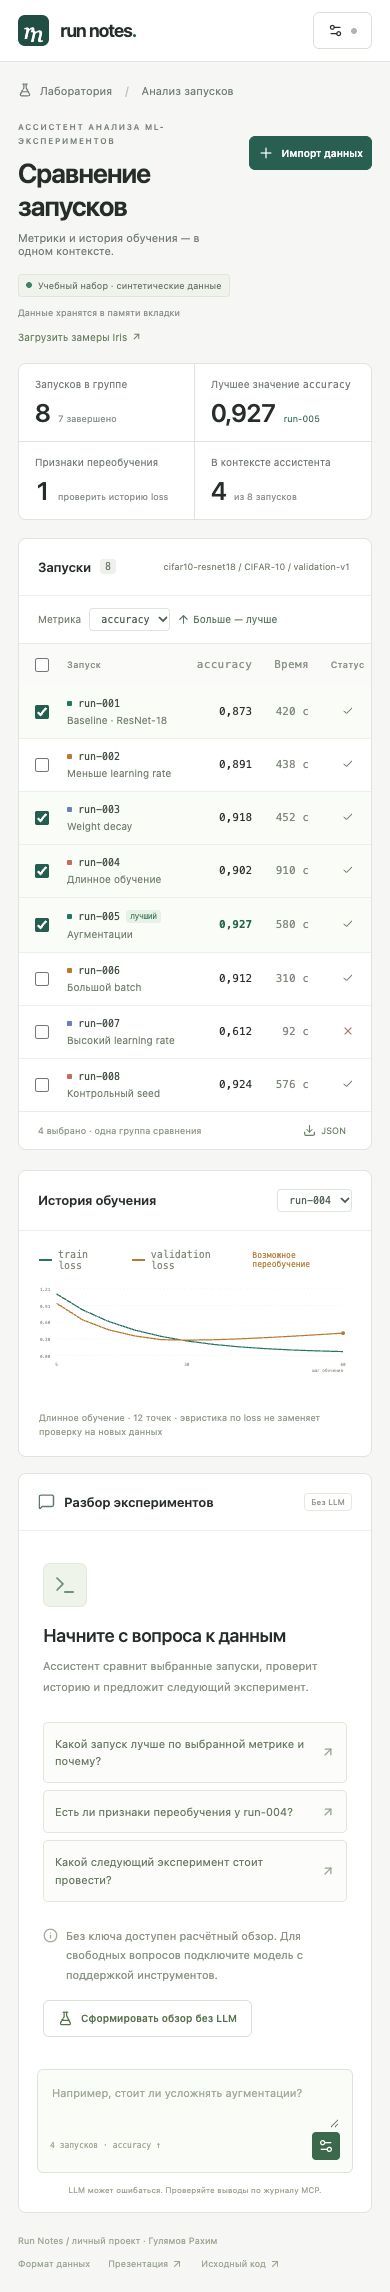 m run notes.
Лаборатория / Анализ запусков
АССИСТЕНТ АНАЛИЗА ML-
ЭКСПЕРИМЕНТОВ
Импорт данных
Сравнение
запусков
Метрики и история обучения — в
одном контексте.
Учебный набор · синтетические данные
Данные хранятся в памяти вкладки
Загрузить замеры Iris ↗
Запусков в группе
8 7 завершено
Лучшее значение accuracy
0,927 run-005
Признаки переобучения
1 проверить историю loss
В контексте ассистента
4 из 8 запусков
Запуски 8 cifar10-resnet18 / CIFAR-10 / validation-v1
Метрика accuracy ↑ Больше — лучше
Запуск accuracy Время Статус
run-001
Baseline · ResNet-18
0,873 420 с ✓
run-002
Меньше learning rate
0,891 438 с ✓
run-003
Weight decay
0,918 452 с ✓
run-004
Длинное обучение
0,902 910 с ✓
run-005 лучший
Аугментации
0,927 580 с ✓
run-006
Большой batch
0,912 310 с ✓
run-007
Высокий learning rate
0,612 92 с ×
run-008
Контрольный seed
0,924 576 с ✓
4 выбрано · одна группа сравнения JSON
История обучения run-004
train
loss
validation
loss
Возможное
переобучение
1.21
0.30
0.00
5 30 60
шаг обучения
Длинное обучение · 12 точек · эвристика по loss не заменяет
проверку на новых данных
Разбор экспериментов Без LLM
Начните с вопроса к данным
Ассистент сравнит выбранные запуски, проверит
историю и предложит следующий эксперимент.
Какой запуск лучше по выбранной метрике и
почему?
Есть ли признаки переобучения у run-004?
Какой следующий эксперимент стоит
провести?
Без ключа доступен расчётный обзор. Для
свободных вопросов подключите модель с
поддержкой инструментов.
Сформировать обзор без LLM
Например, стоит ли усложнять аугментации?
4 запусков · accuracy ↑
LLM может ошибаться. Проверяйте выводы по журналу MCP.
Run Notes / личный проект · Гулямов Рахим
Формат данных Презентация ↗ Исходный код ↗